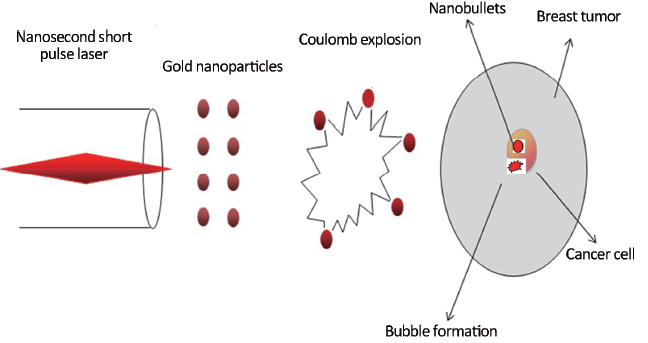 Nanosecond short
pulse laser
Gold nanoparticles
Coulomb explosion
Nanobullets
Breast tumor
Cancer cell
Bubble formation